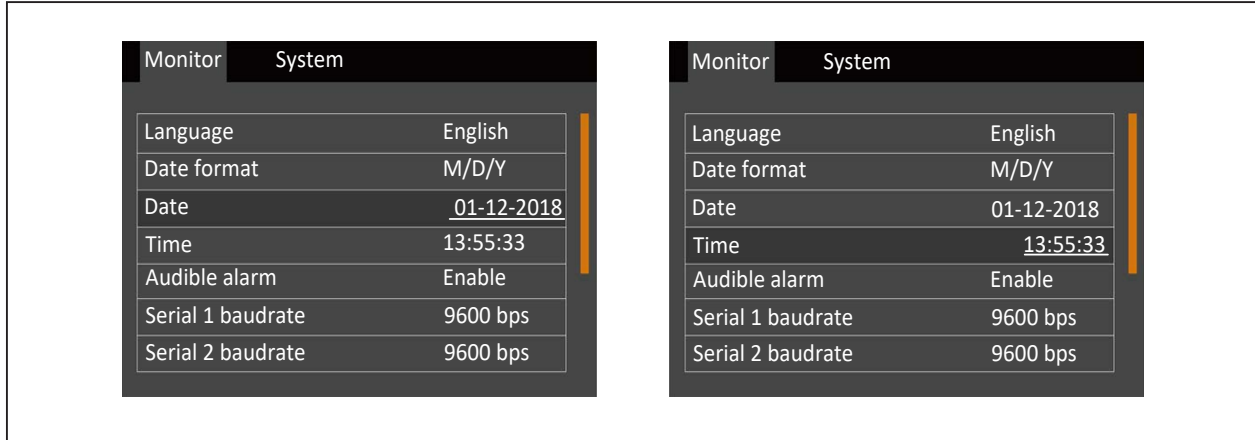 Monitor System
Language English
Date format M/D/Y
Date 01-12-2018
Time 13:55:33
Audible alarm Enable
Serial 1 baudrate 9600 bps
Serial 2 baudrate 9600 bps
Monitor System
Language English
Date format M/D/Y
Date 01-12-2018
Time 13:55:33
Audible alarm Enable
Serial 1 baudrate 9600 bps
Serial 2 baudrate 9600 bps